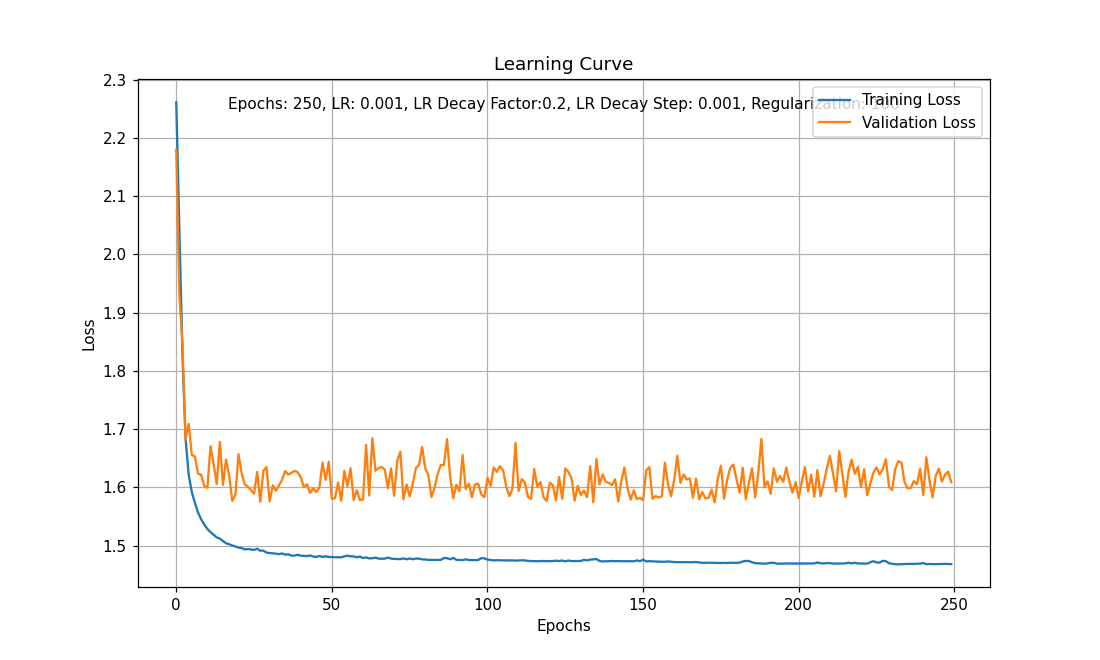 Learning Curve
Epochs: 250, LR: 0.001, LR Decay Factor:0.2, LR Decay Step: 0.001, Regularization: 100
Training Loss
Validation Loss
2.3
2.2
2.1
2.0
1.9
1.8
1.7
1.6
1.5
Loss
0 50 100 150 200 250
Epochs